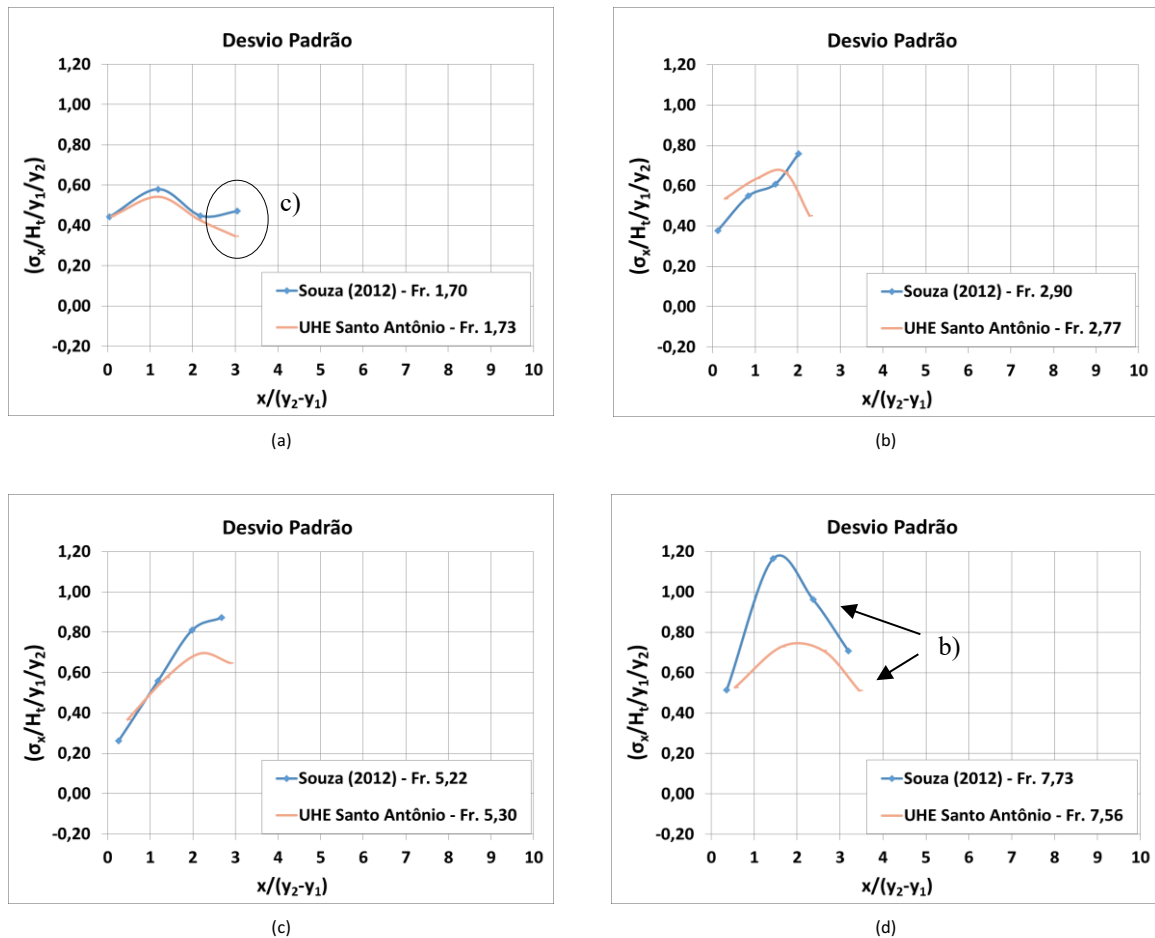 Desvio Padrão
(σx/Ht/y1/y2)
1,20
1,00
0,80
0,60
0,40
0,20
0,00
-0,20
c)
Souza (2012) - Fr. 1,70
UHE Santo Antônio - Fr. 1,73
0 1 2 3 4 5 6 7 8 9 10
x/(y2-y1)
(a)
Desvio Padrão
(σx/Ht/y1/y2)
1,20
1,00
0,80
0,60
0,40
0,20
0,00
-0,20
Souza (2012) - Fr. 2,90
UHE Santo Antônio - Fr. 2,77
0 1 2 3 4 5 6 7 8 9 10
x/(y2-y1)
(b)
Desvio Padrão
(σx/Ht/y1/y2)
1,20
1,00
0,80
0,60
0,40
0,20
0,00
-0,20
Souza (2012) - Fr. 5,22
UHE Santo Antônio - Fr. 5,30
0 1 2 3 4 5 6 7 8 9 10
x/(y2-y1)
(c)
Desvio Padrão
(σx/Ht/y1/y2)
1,20
1,00
0,80
0,60
0,40
0,20
0,00
-0,20
b)
Souza (2012) - Fr. 7,73
UHE Santo Antônio - Fr. 7,56
0 1 2 3 4 5 6 7 8 9 10
x/(y2-y1)
(d)